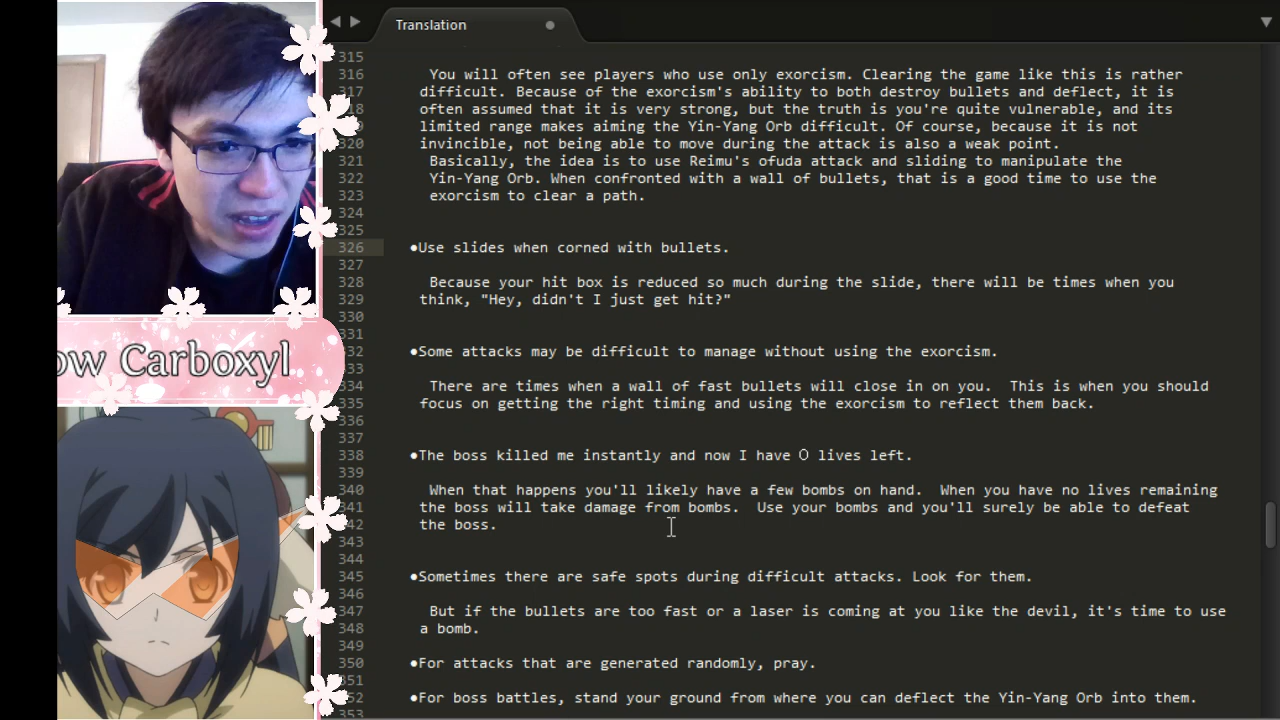 Translation
315
316 You will often see players who use only exorcism. Clearing the game like this is rather
317 difficult. Because of the exorcism's ability to both destroy bullets and deflect, it is
318 often assumed that it is very strong, but the truth is you're quite vulnerable, and its
319 limited range makes aiming the Yin-Yang Orb difficult. Of course, because it is not
320 invincible, not being able to move during the attack is also a weak point.
321 Basically, the idea is to use Reimu's ofuda attack and sliding to manipulate the
322 Yin-Yang Orb. When confronted with a wall of bullets, that is a good time to use the
323 exorcism to clear a path.
324
325
326 ●Use slides when corned with bullets.
327
328 Because your hit box is reduced so much during the slide, there will be times when you
329 think, "Hey, didn't I just get hit?"
330
331
332 ●Some attacks may be difficult to manage without using the exorcism.
333
334 There are times when a wall of fast bullets will close in on you.  This is when you should
335 focus on getting the right timing and using the exorcism to reflect them back.
336
337
338 ●The boss killed me instantly and now I have O lives left.
339
340 When that happens you'll likely have a few bombs on hand.  When you have no lives remaining
341 the boss will take damage from bombs.  Use your bombs and you'll surely be able to defeat
342 the boss.
343
344
345 ●Sometimes there are safe spots during difficult attacks. Look for them.
346
347 But if the bullets are too fast or a laser is coming at you like the devil, it's time to use
348 a bomb.
349
350 ●For attacks that are generated randomly, pray.
351
352 ●For boss battles, stand your ground from where you can deflect the Yin-Yang Orb into them.
353
ow Carboxyl